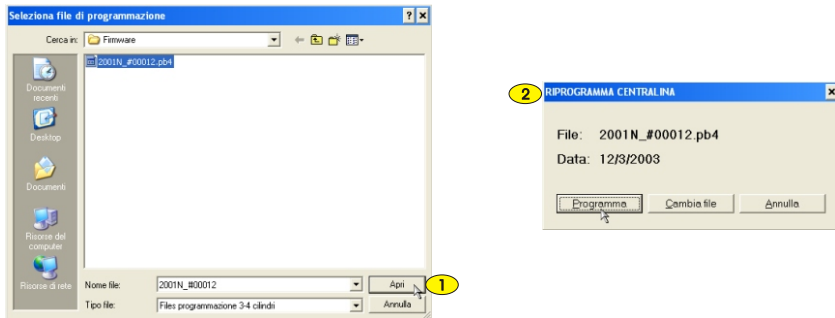 Seleziona file di programmazione
Cerca in: Firmware
2001N_#00012.pb4
Documenti recenti
Desktop
Documenti
Risorse del computer
Risorse di rete
Nome file: 2001N_#00012 Apri 1
Tipo file: Files programmazione 3-4 cilindri Annulla
2 RIPROGRAMMA CENTRALINA
File: 2001N_#00012.pb4
Data: 12/3/2003
Programma Cambia file Annulla